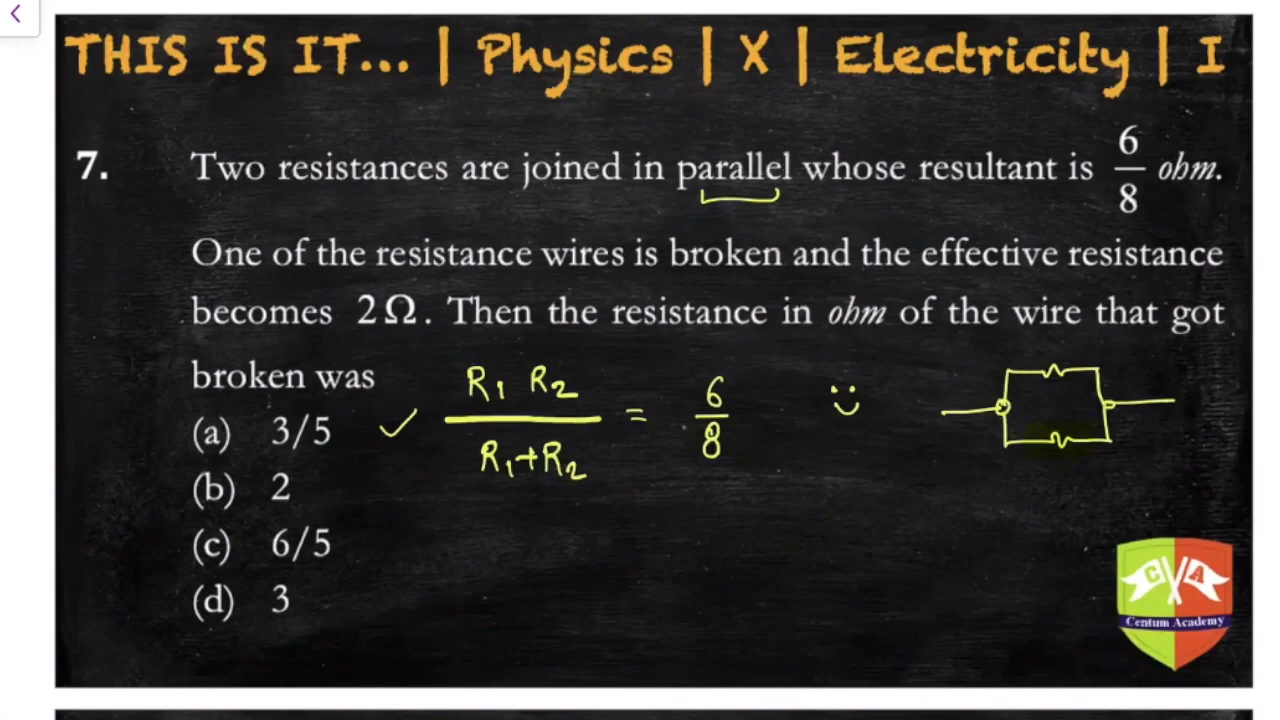 THIS IS IT... | Physics | X | Electricity | I
7. Two resistances are joined in parallel whose resultant is 6/8 ohm.
One of the resistance wires is broken and the effective resistance
becomes 2Ω. Then the resistance in ohm of the wire that got
broken was
(a) 3/5
(b) 2
(c) 6/5
(d) 3
R₁ R₂ / R₁+R₂ = 6/8
C A
Centum Academy